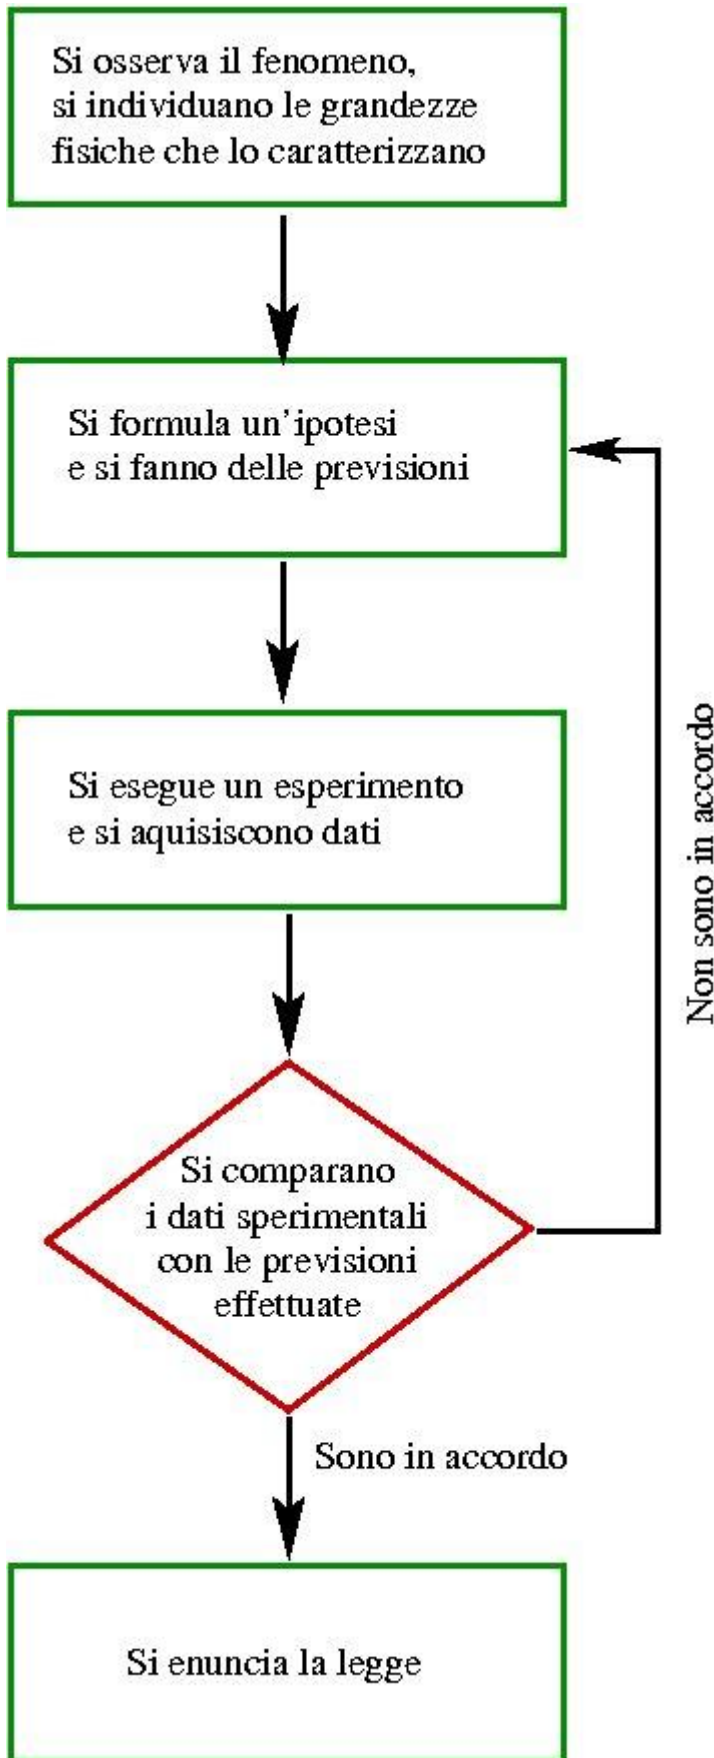 Si osserva il fenomeno,
si individuano le grandezze
fisiche che lo caratterizzano
Si formula un'ipotesi
e si fanno delle previsioni
Si esegue un esperimento
e si aquisiscono dati
Non sono in accordo
Si comparano
i dati sperimentali
con le previsioni
effettuate
Sono in accordo
Si enuncia la legge